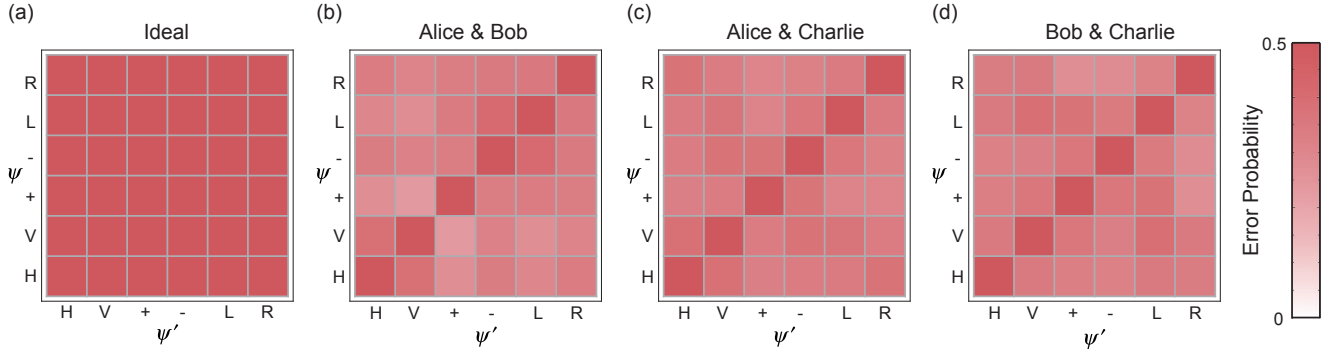 (a) Ideal
(b) Alice & Bob
(c) Alice & Charlie
(d) Bob & Charlie
R
L
-
+
V
H
ψ
H V + - L R
ψ′
R
L
-
+
V
H
ψ
H V + - L R
ψ′
R
L
-
+
V
H
ψ
H V + - L R
ψ′
R
L
-
+
V
H
ψ
H V + - L R
ψ′
0.5
Error Probability
0